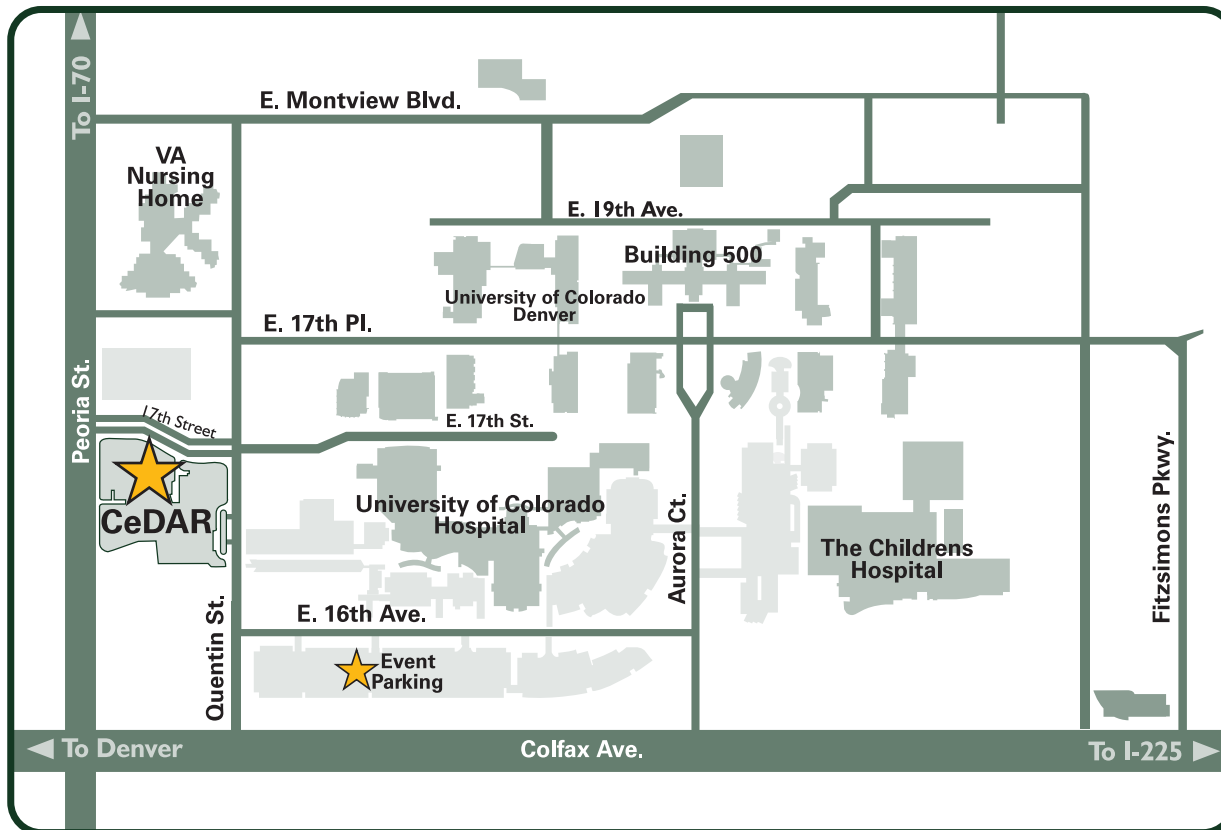 To I-70
E. Montview Blvd.
VA
Nursing
Home
E. 19th Ave.
Building 500
University of Colorado
Denver
E. 17th Pl.
Peoria St.
17th Street
E. 17th St.
CeDAR
University of Colorado
Hospital
Aurora Ct.
The Childrens
Hospital
Fitzsimons Pkwy.
Quentin St.
E. 16th Ave.
Event
Parking
To Denver
Colfax Ave.
To I-225